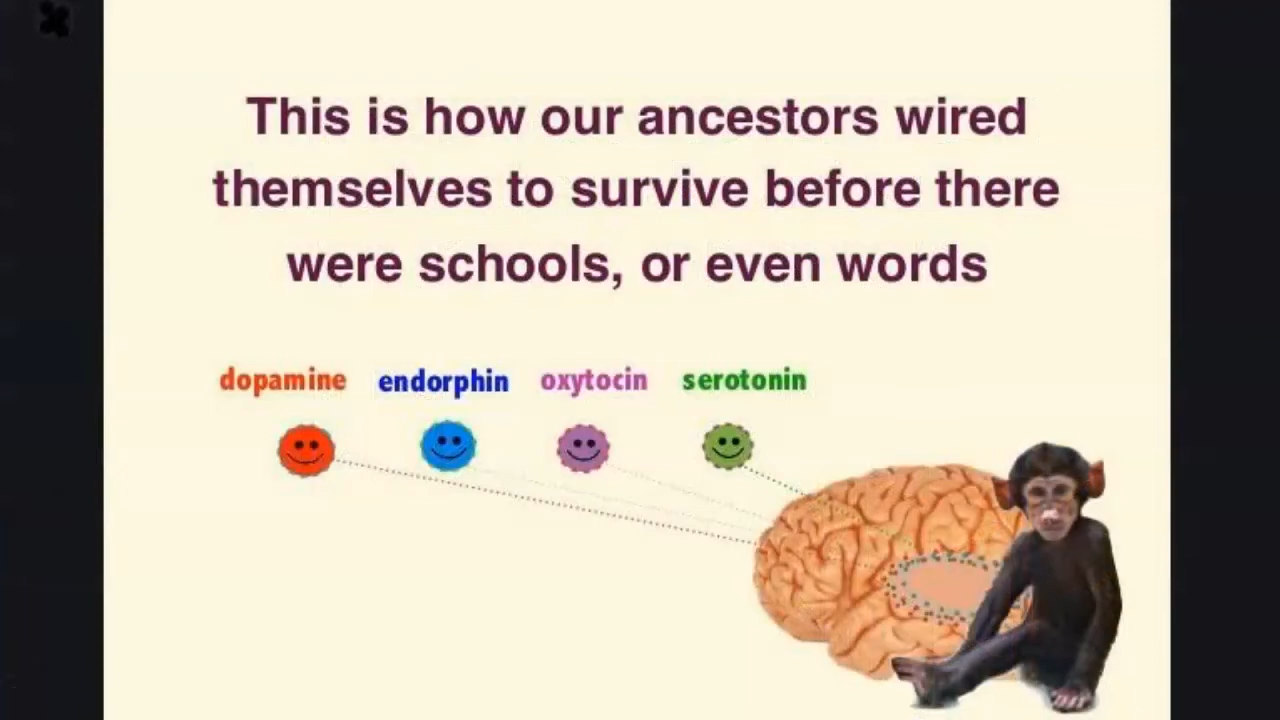 This is how our ancestors wired
themselves to survive before there
were schools, or even words
dopamine endorphin oxytocin serotonin